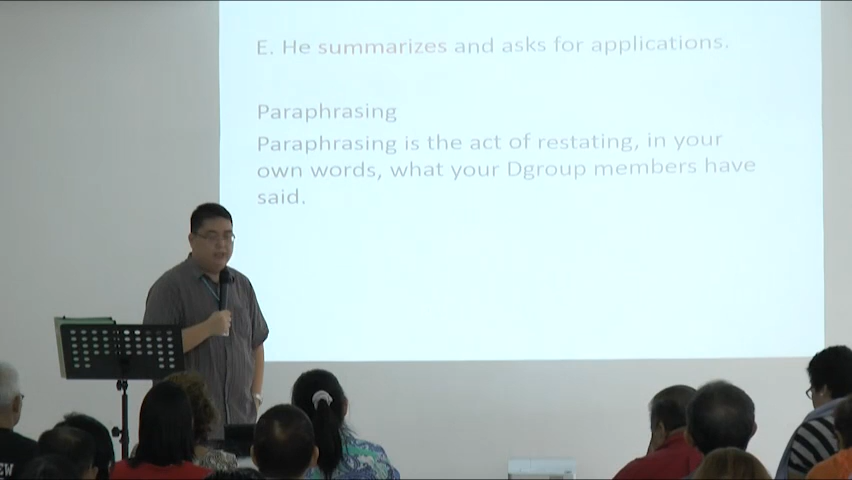 E. He summarizes and asks for applications.
Paraphrasing
Paraphrasing is the act of restating, in your
own words, what your Dgroup members have
said.
EW